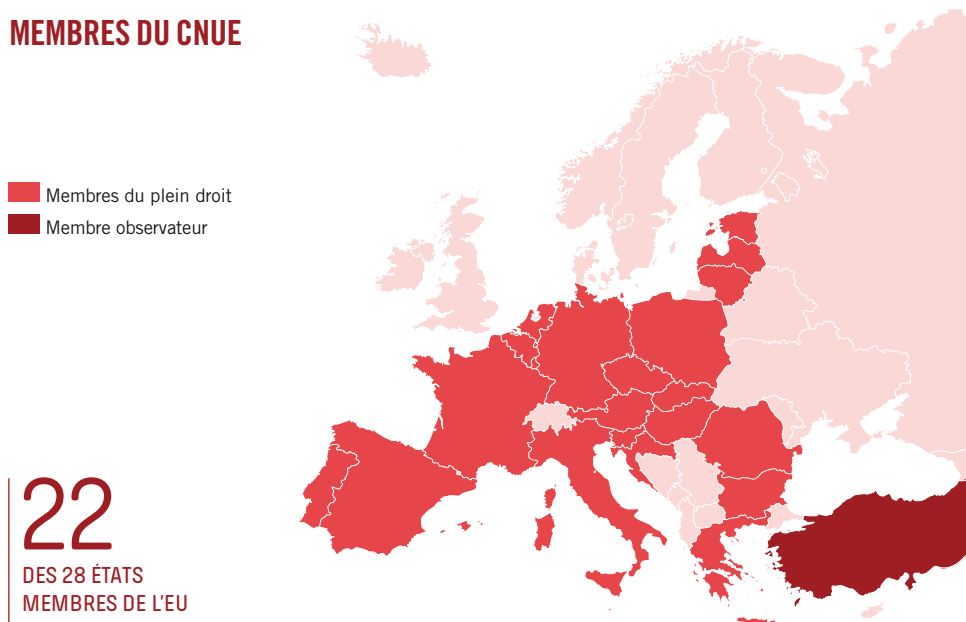 MEMBRES DU CNUE
Membres du plein droit
Membre observateur
22
DES 28 ÉTATS
MEMBRES DE L'EU